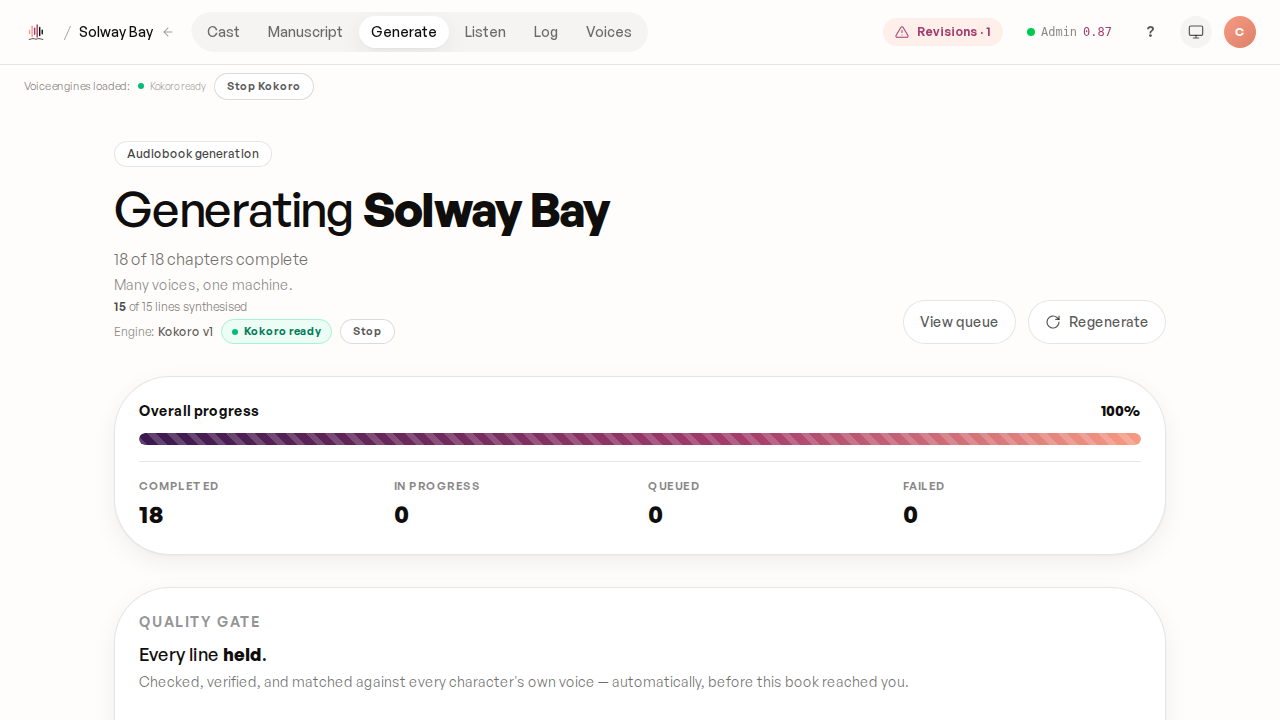 / Solway Bay ← Cast Manuscript Generate Listen Log Voices Revisions · 1 Admin 0.87 ? C
Voice engines loaded: Kokoro ready Stop Kokoro
Audiobook generation
Generating Solway Bay
18 of 18 chapters complete
Many voices, one machine.
15 of 15 lines synthesised
Engine: Kokoro v1 Kokoro ready Stop
View queue Regenerate
Overall progress 100%
COMPLETED IN PROGRESS QUEUED FAILED
18 0 0 0
QUALITY GATE
Every line held.
Checked, verified, and matched against every character's own voice — automatically, before this book reached you.